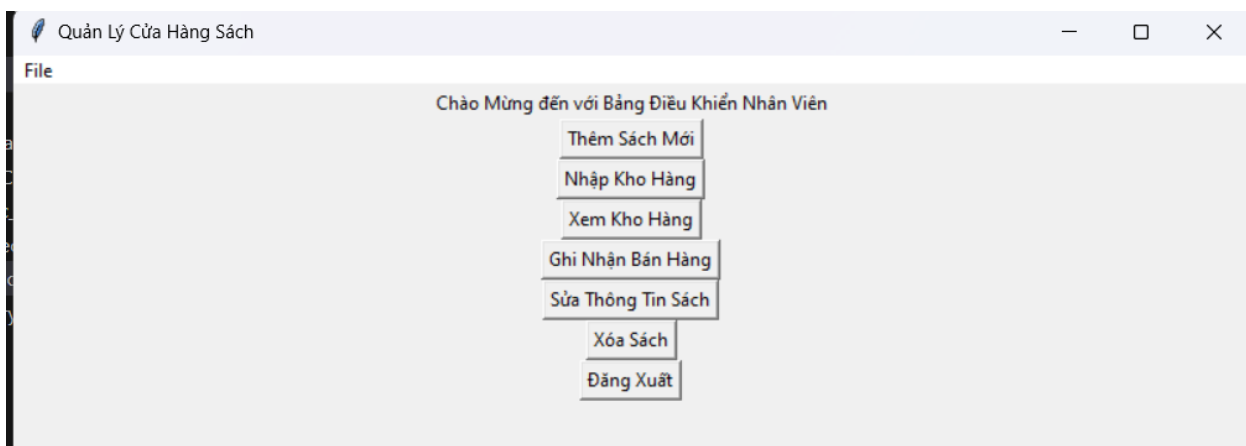 Quản Lý Cửa Hàng Sách
File
Chào Mừng đến với Bảng Điều Khiển Nhân Viên
Thêm Sách Mới
Nhập Kho Hàng
Xem Kho Hàng
Ghi Nhận Bán Hàng
Sửa Thông Tin Sách
Xóa Sách
Đăng Xuất